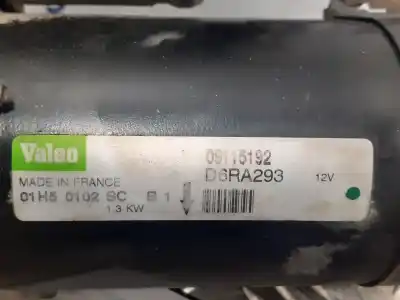 Valeo
09115192
D6RA293
12V
MADE IN FRANCE
01H5 0102 SC B 1
1.3 KW